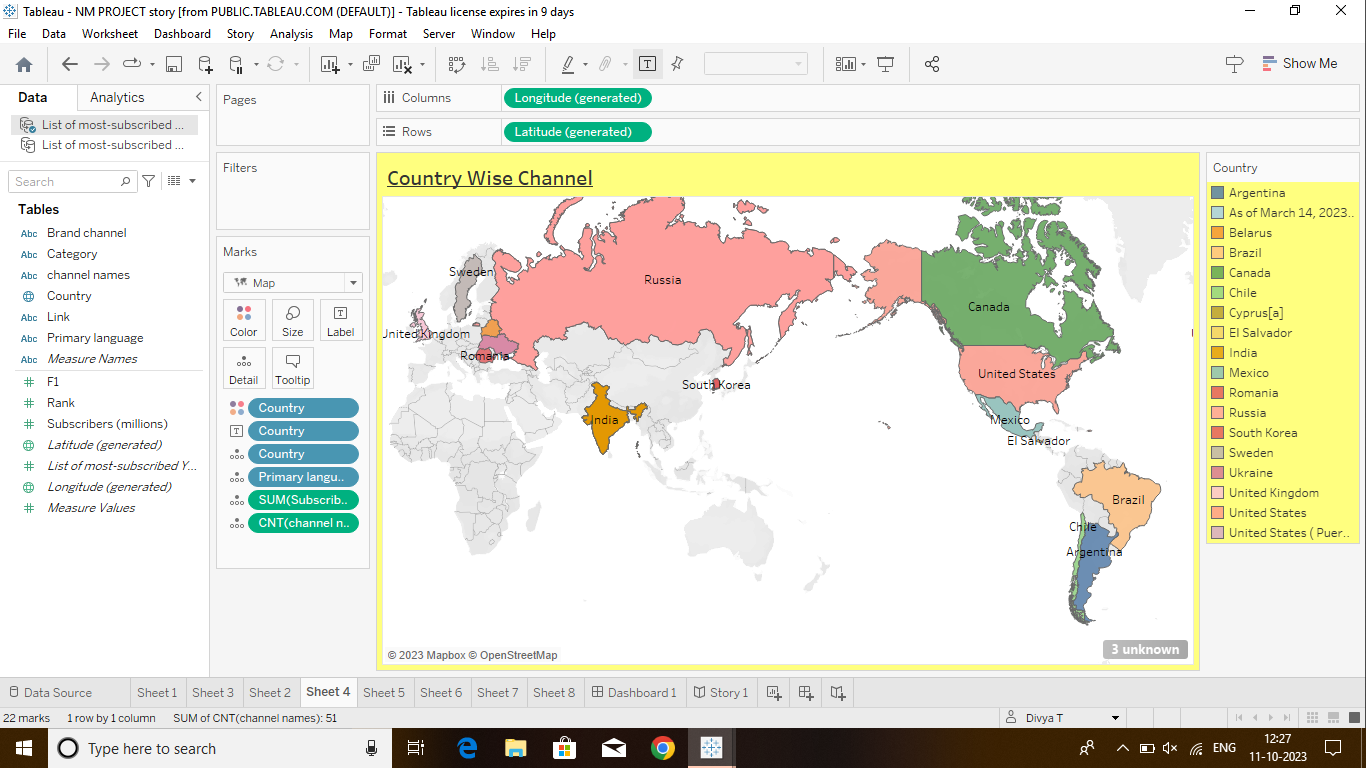 Tableau - NM PROJECT story [from PUBLIC.TABLEAU.COM (DEFAULT)] - Tableau license expires in 9 days
File Data Worksheet Dashboard Story Analysis Map Format Server Window Help
Show Me
Data Analytics
List of most-subscribed ...
List of most-subscribed ...
Search
Tables
Abc Brand channel
Abc Category
Abc channel names
Country
Abc Link
Abc Primary language
Abc Measure Names
F1
Rank
Subscribers (millions)
Latitude (generated)
List of most-subscribed Y...
Longitude (generated)
Measure Values
Pages
Filters
Marks
Map
Color Size Label
Detail Tooltip
Country
Country
Country
Primary langu..
SUM(Subscrib..
CNT(channel n..
Columns Longitude (generated)
Rows Latitude (generated)
Country Wise Channel
Sweden
Russia
Canada
United Kingdom
Romania
South Korea
United States
India
Mexico
El Salvador
Brazil
Chile
Argentina
© 2023 Mapbox © OpenStreetMap
3 unknown
Country
Argentina
As of March 14, 2023..
Belarus
Brazil
Canada
Chile
Cyprus[a]
El Salvador
India
Mexico
Romania
Russia
South Korea
Sweden
Ukraine
United Kingdom
United States
United States ( Puer..
Data Source Sheet 1 Sheet 3 Sheet 2 Sheet 4 Sheet 5 Sheet 6 Sheet 7 Sheet 8 Dashboard 1 Story 1
22 marks 1 row by 1 column SUM of CNT(channel names): 51 Divya T
Type here to search
ENG
12:27
11-10-2023